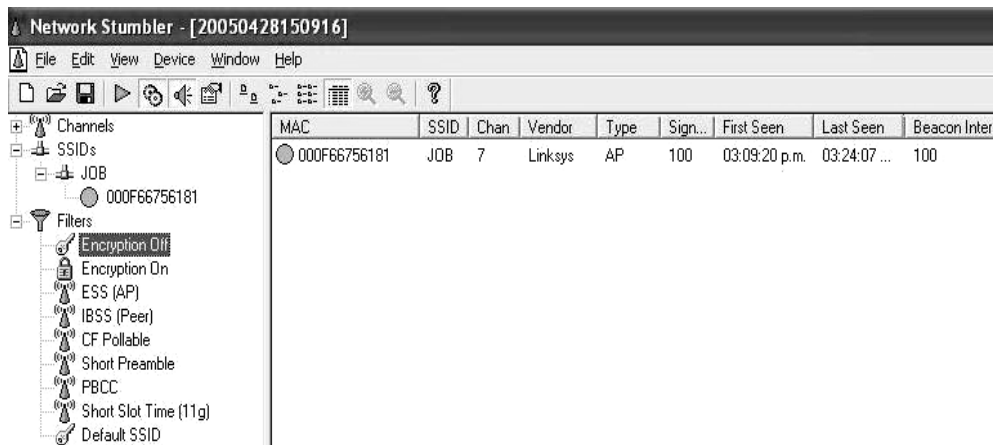 Network Stumbler - [20050428150916]
File Edit View Device Window Help
Channels
SSIDs
JOB
000F66756181
Filters
Encryption Off
Encryption On
ESS (AP)
IBSS (Peer)
CF Pollable
Short Preamble
PBCC
Short Slot Time (11g)
Default SSID
MAC SSID Chan Vendor Type Sign... First Seen Last Seen Beacon Inter
000F66756181 JOB 7 Linksys AP 100 03:09:20 p.m. 03:24:07 ... 100